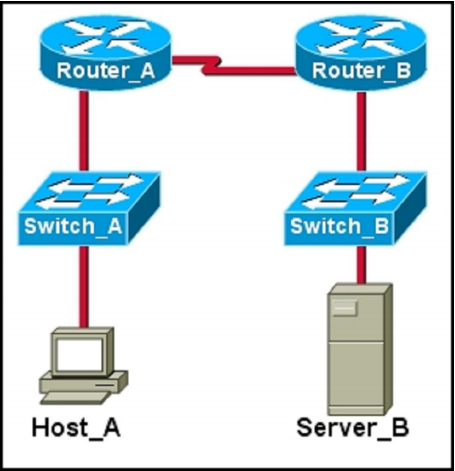 Router_A
Router_B
Switch_A
Switch_B
Host_A
Server_B